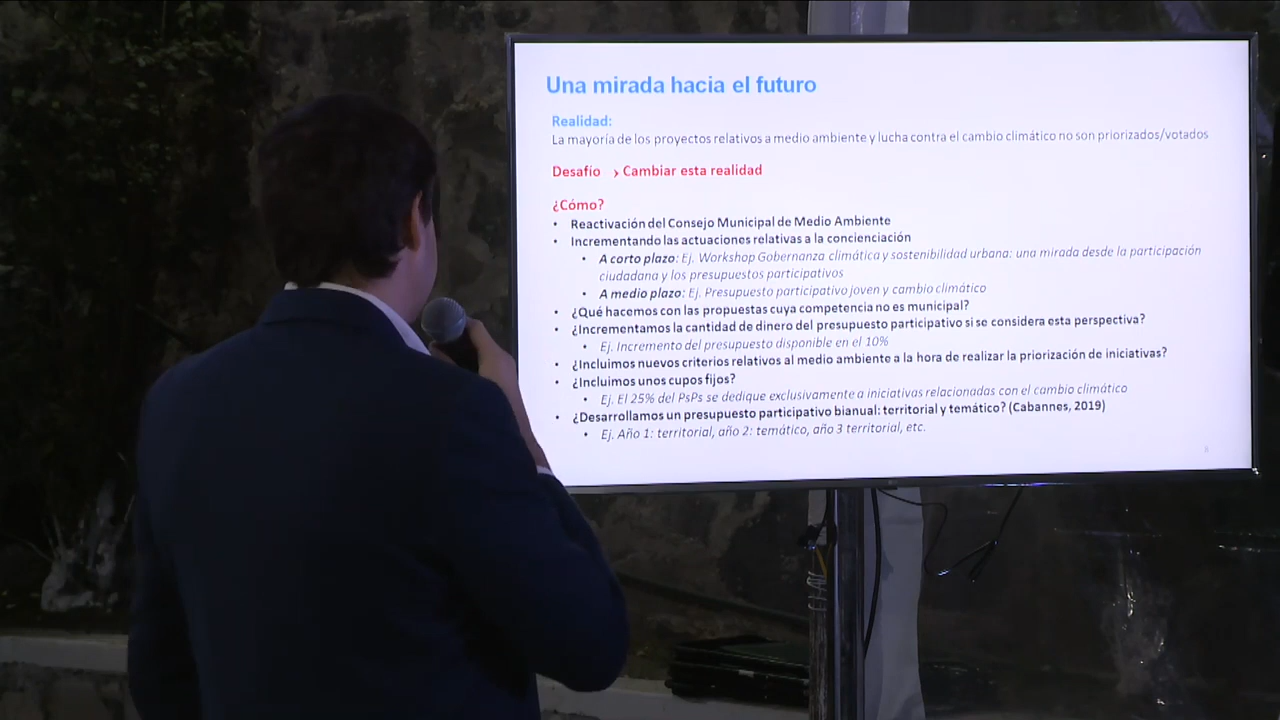 Una mirada hacia el futuro
Realidad:
La mayoría de los proyectos relativos a medio ambiente y lucha contra el cambio climático no son priorizados/votados
Desafío › Cambiar esta realidad
¿Cómo?
• Reactivación del Consejo Municipal de Medio Ambiente
• Incrementando las actuaciones relativas a la concienciación
• A corto plazo: Ej. Workshop Gobernanza climática y sostenibilidad urbana: una mirada desde la participación
ciudadana y los presupuestos participativos
• A medio plazo: Ej. Presupuesto participativo joven y cambio climático
• ¿Qué hacemos con las propuestas cuya competencia no es municipal?
• ¿Incrementamos la cantidad de dinero del presupuesto participativo si se considera esta perspectiva?
• Ej. Incremento del presupuesto disponible en el 10%
• ¿Incluimos nuevos criterios relativos al medio ambiente a la hora de realizar la priorización de iniciativas?
• ¿Incluimos unos cupos fijos?
• Ej. El 25% del PsPs se dedique exclusivamente a iniciativas relacionadas con el cambio climático
• ¿Desarrollamos un presupuesto participativo bianual: territorial y temático? (Cabannes, 2019)
• Ej. Año 1: territorial, año 2: temático, año 3 territorial, etc.